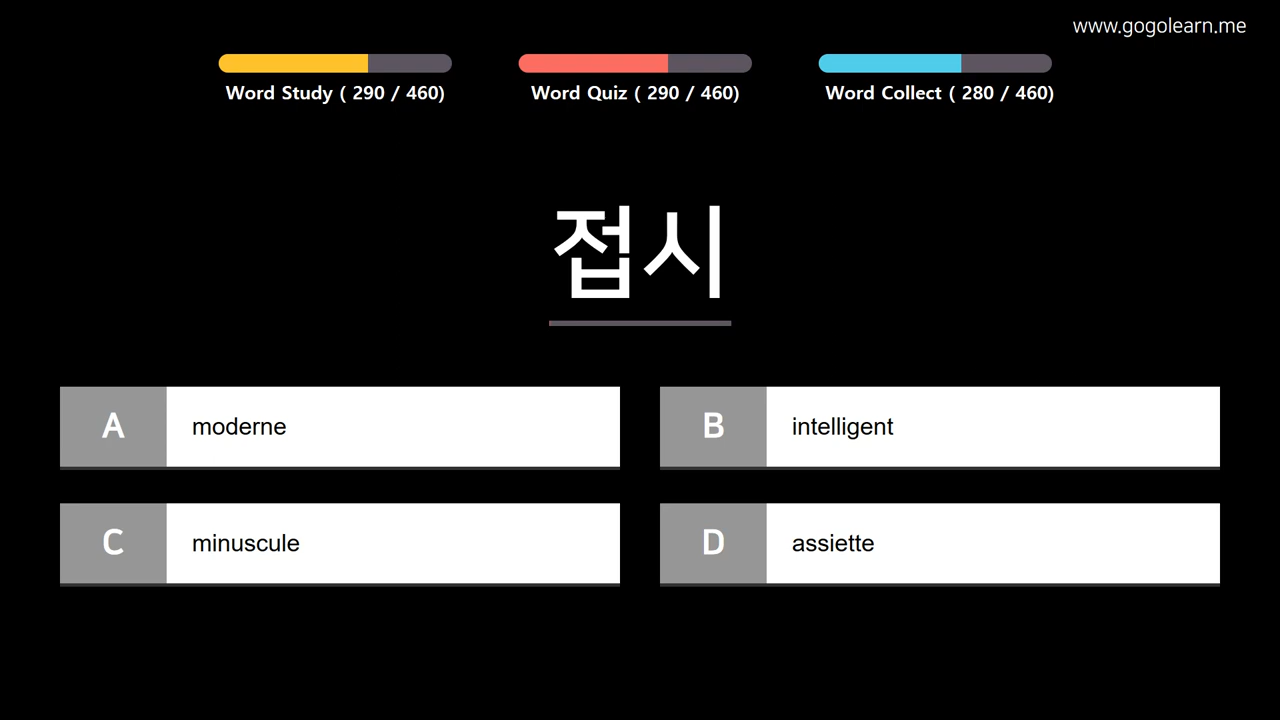 www.gogolearn.me
Word Study ( 290 / 460)
Word Quiz ( 290 / 460)
Word Collect ( 280 / 460)
접시
A moderne
B intelligent
C minuscule
D assiette